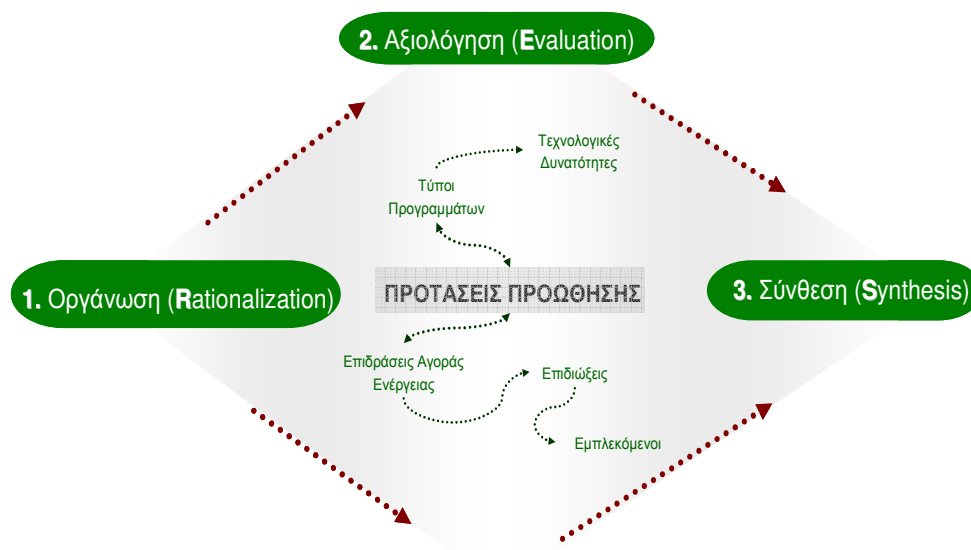 2. Αξιολόγηση (Evaluation)
Τεχνολογικές
Δυνατότητες
Τύποι
Προγραμμάτων
1. Οργάνωση (Rationalization)
ΠΡΟΤΑΣΕΙΣ ΠΡΟΩΘΗΣΗΣ
3. Σύνθεση (Synthesis)
Επιδράσεις Αγοράς
Ενέργειας
Επιδιώξεις
Εμπλεκόμενοι